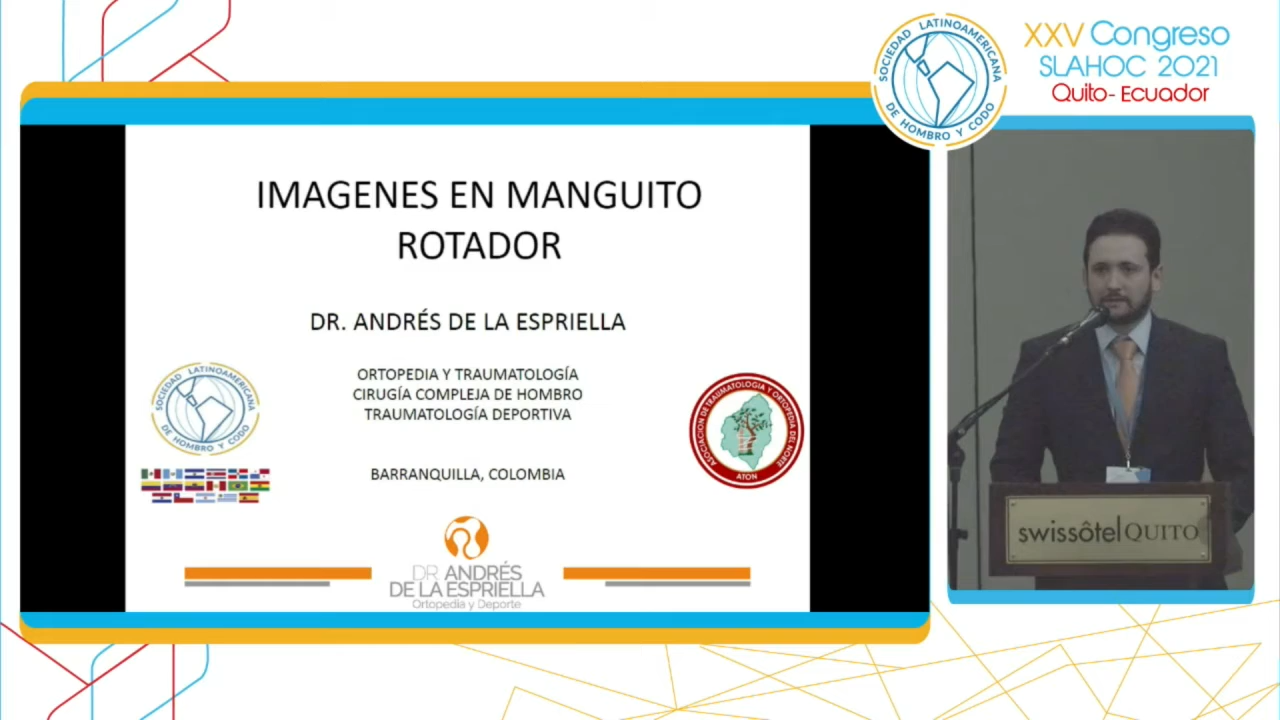 SOCIEDAD LATINOAMERICANA
DE HOMBRO Y CODO
XXV Congreso
SLAHOC 2021
Quito- Ecuador
IMAGENES EN MANGUITO
ROTADOR
DR. ANDRÉS DE LA ESPRIELLA
ORTOPEDIA Y TRAUMATOLOGÍA
CIRUGÍA COMPLEJA DE HOMBRO
TRAUMATOLOGÍA DEPORTIVA
BARRANQUILLA, COLOMBIA
SOCIEDAD LATINOAMERICANA
DE HOMBRO Y CODO
ASOCIACION DE TRAUMATOLOGIA Y ORTOPEDIA DEL NORTE
ATON
DR ANDRÉS
DE LA ESPRIELLA
Ortopedia y Deporte
swissôtel QUITO